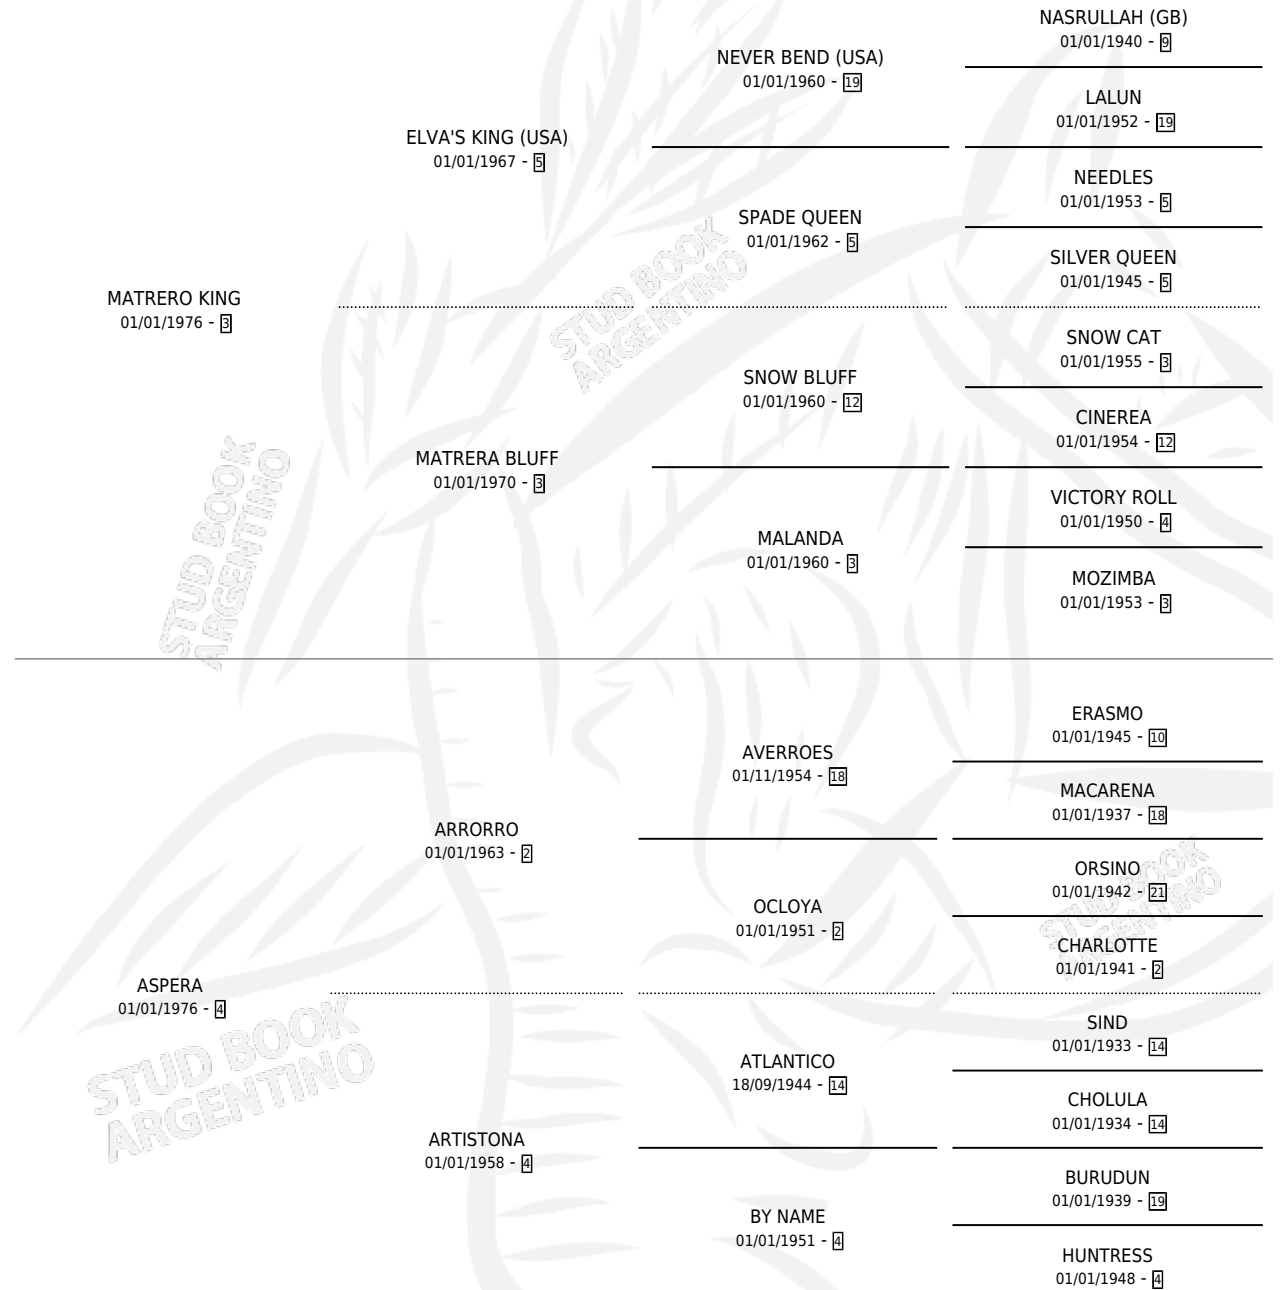 NASRULLAH (GB)
01/01/1940 - 9
NEVER BEND (USA)
01/01/1960 - 19
LALUN
01/01/1952 - 19
ELVA'S KING (USA)
01/01/1967 - 5
NEEDLES
01/01/1953 - 5
SPADE QUEEN
01/01/1962 - 5
SILVER QUEEN
01/01/1945 - 5
MATRERO KING
01/01/1976 - 3
SNOW CAT
01/01/1955 - 3
SNOW BLUFF
01/01/1960 - 12
CINEREA
01/01/1954 - 12
MATRERA BLUFF
01/01/1970 - 3
VICTORY ROLL
01/01/1950 - 4
MALANDA
01/01/1960 - 3
MOZIMBA
01/01/1953 - 3
ERASMO
01/01/1945 - 10
AVERROES
01/11/1954 - 18
MACARENA
01/01/1937 - 18
ARRORRO
01/01/1963 - 2
ORSINO
01/01/1942 - 21
OCLOYA
01/01/1951 - 2
CHARLOTTE
01/01/1941 - 2
ASPERA
01/01/1976 - 4
SIND
01/01/1933 - 14
ATLANTICO
18/09/1944 - 14
CHOLULA
01/01/1934 - 14
ARTISTONA
01/01/1958 - 4
BURUDUN
01/01/1939 - 19
BY NAME
01/01/1951 - 4
HUNTRESS
01/01/1948 - 4
STUD BOOK
ARGENTINO
STUD BOOK
ARGENTINO
STUD BOOK
ARGENTINO
STUD BOOK
ARGENTINO